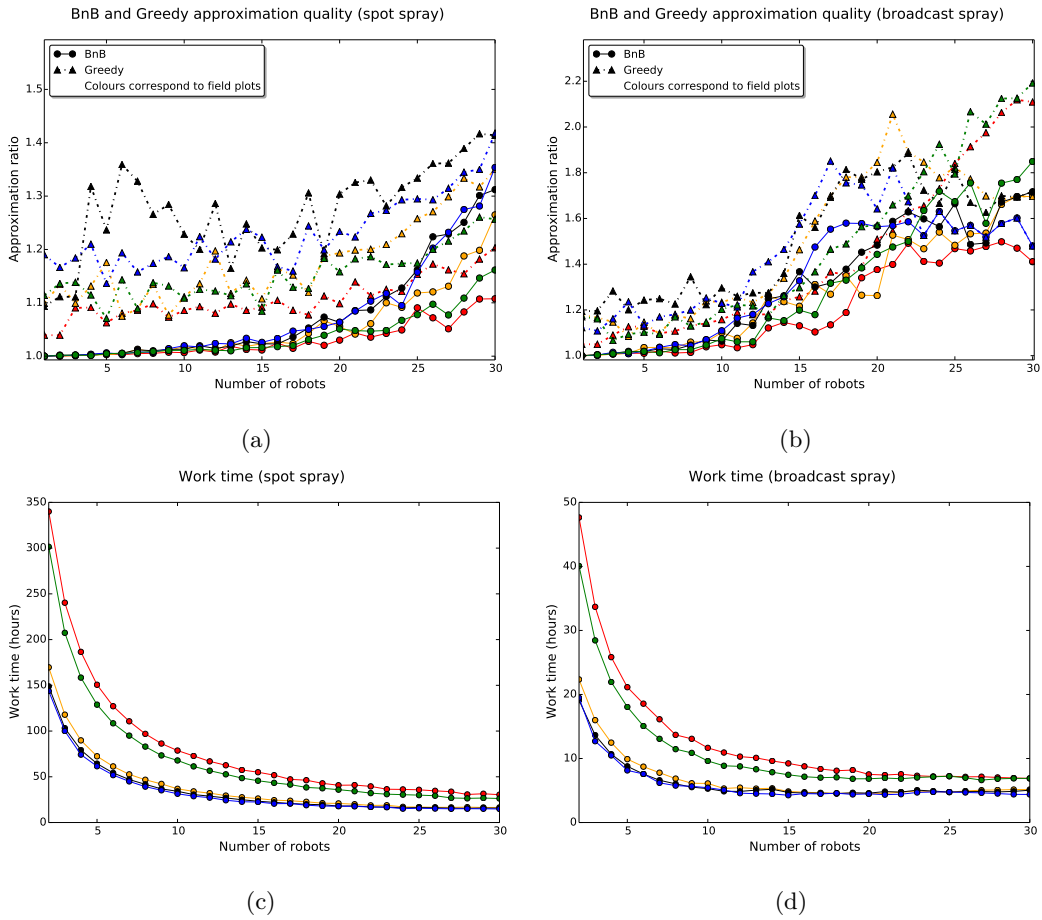 BnB and Greedy approximation quality (spot spray)
BnB
Greedy
Colours correspond to field plots
Approximation ratio
1.5
1.4
1.3
1.2
1.1
1.0
5 10 15 20 25 30
Number of robots
(a)
BnB and Greedy approximation quality (broadcast spray)
BnB
Greedy
Colours correspond to field plots
Approximation ratio
2.2
2.0
1.8
1.6
1.4
1.2
1.0
5 10 15 20 25 30
Number of robots
(b)
Work time (spot spray)
Work time (hours)
350
300
250
200
150
100
50
0
5 10 15 20 25 30
Number of robots
(c)
Work time (broadcast spray)
Work time (hours)
50
40
30
20
10
0
5 10 15 20 25 30
Number of robots
(d)